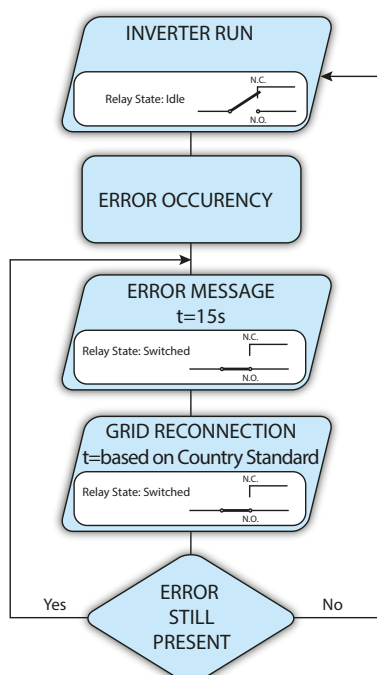 INVERTER RUN
N.C.
Relay State: Idle
N.O.
ERROR OCCURENCY
ERROR MESSAGE
t=15s
N.C.
Relay State: Switched
N.O.
GRID RECONNECTION
t=based on Country Standard
N.C.
Relay State: Switched
N.O.
Yes
ERROR
STILL
PRESENT
No